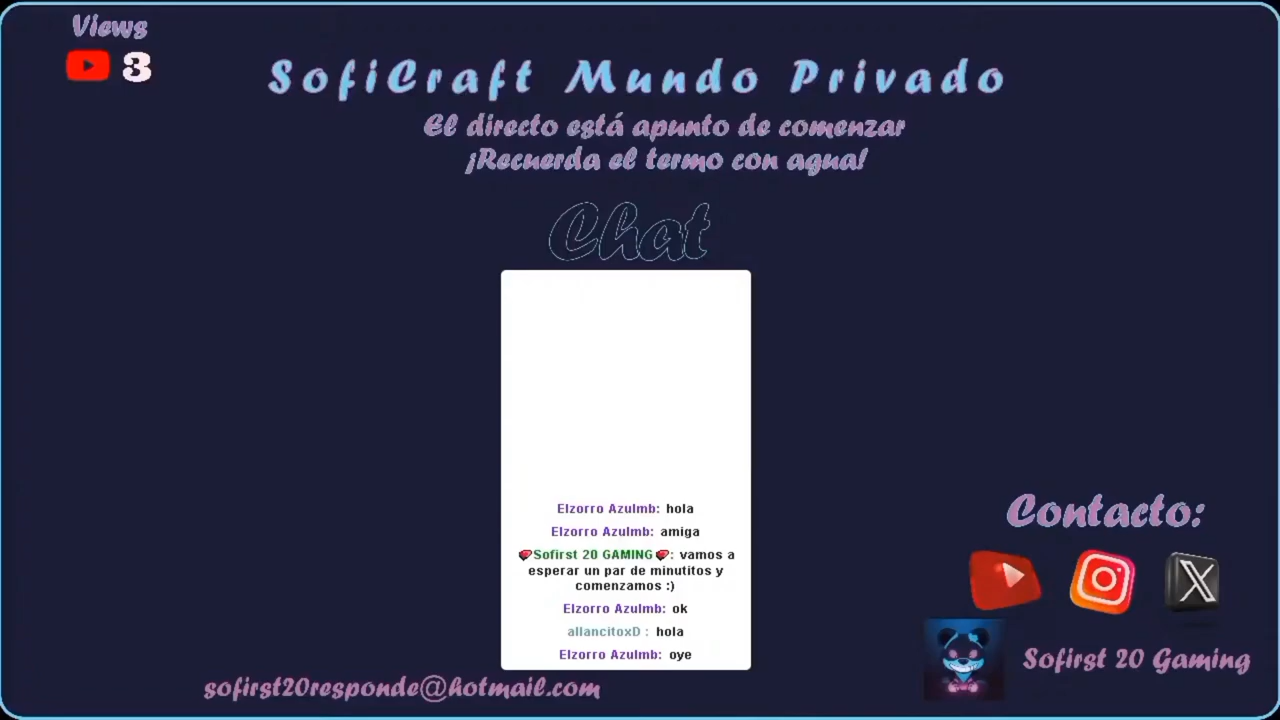 Views
3
SofiCraft Mundo Privado
El directo está apunto de comenzar
¡Recuerda el termo con agua!
Chat
Elzorro Azulmb: hola
Elzorro Azulmb: amiga
Sofirst 20 GAMING: vamos a
esperar un par de minutitos y
comenzamos :)
Elzorro Azulmb: ok
allancitoxD : hola
Elzorro Azulmb: oye
Contacto:
Sofirst 20 Gaming
sofirst20responde@hotmail.com